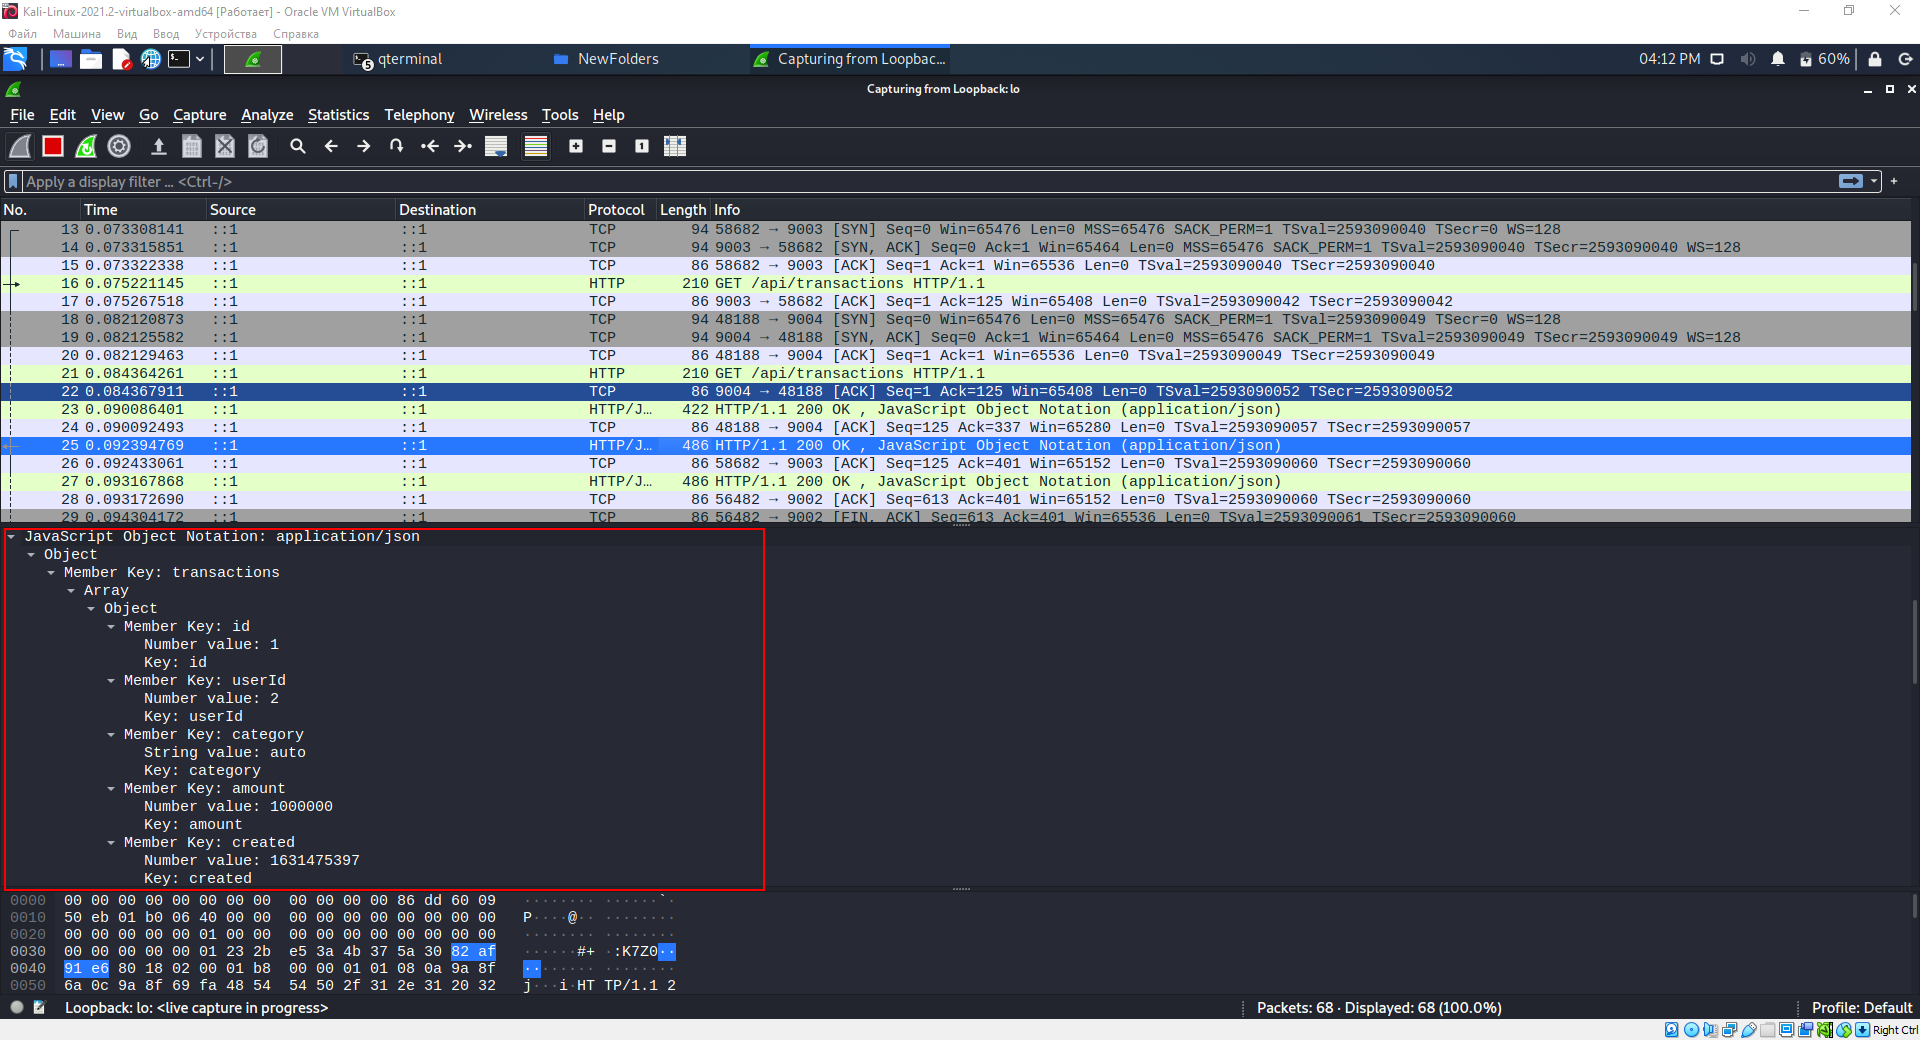 Kali-Linux-2021.2-virtualbox-amd64 [Работает] - Oracle VM VirtualBox
Файл Машина Вид Ввод Устройства Справка
qterminal NewFolders Capturing from Loopbac... 04:12 PM 60%
5
Capturing from Loopback: lo
File Edit View Go Capture Analyze Statistics Telephony Wireless Tools Help
Apply a display filter ... <Ctrl-/>
No. Time Source Destination Protocol Length Info
13 0.073308141 ::1 ::1 TCP 94 58682 → 9003 [SYN] Seq=0 Win=65476 Len=0 MSS=65476 SACK_PERM=1 TSval=2593090040 TSecr=0 WS=128
14 0.073315851 ::1 ::1 TCP 94 9003 → 58682 [SYN, ACK] Seq=0 Ack=1 Win=65464 Len=0 MSS=65476 SACK_PERM=1 TSval=2593090040 TSecr=2593090040 WS=128
15 0.073322338 ::1 ::1 TCP 86 58682 → 9003 [ACK] Seq=1 Ack=1 Win=65536 Len=0 TSval=2593090040 TSecr=2593090040
16 0.075221145 ::1 ::1 HTTP 210 GET /api/transactions HTTP/1.1
17 0.075267518 ::1 ::1 TCP 86 9003 → 58682 [ACK] Seq=1 Ack=125 Win=65408 Len=0 TSval=2593090042 TSecr=2593090042
18 0.082120873 ::1 ::1 TCP 94 48188 → 9004 [SYN] Seq=0 Win=65476 Len=0 MSS=65476 SACK_PERM=1 TSval=2593090049 TSecr=0 WS=128
19 0.082125582 ::1 ::1 TCP 94 9004 → 48188 [SYN, ACK] Seq=0 Ack=1 Win=65464 Len=0 MSS=65476 SACK_PERM=1 TSval=2593090049 TSecr=2593090049 WS=128
20 0.082129463 ::1 ::1 TCP 86 48188 → 9004 [ACK] Seq=1 Ack=1 Win=65536 Len=0 TSval=2593090049 TSecr=2593090049
21 0.084364261 ::1 ::1 HTTP 210 GET /api/transactions HTTP/1.1
22 0.084367911 ::1 ::1 TCP 86 9004 → 48188 [ACK] Seq=1 Ack=125 Win=65408 Len=0 TSval=2593090052 TSecr=2593090052
23 0.090086401 ::1 ::1 HTTP/J… 422 HTTP/1.1 200 OK , JavaScript Object Notation (application/json)
24 0.090092493 ::1 ::1 TCP 86 48188 → 9004 [ACK] Seq=125 Ack=337 Win=65280 Len=0 TSval=2593090057 TSecr=2593090057
25 0.092394769 ::1 ::1 HTTP/J… 486 HTTP/1.1 200 OK , JavaScript Object Notation (application/json)
26 0.092433061 ::1 ::1 TCP 86 58682 → 9003 [ACK] Seq=125 Ack=401 Win=65152 Len=0 TSval=2593090060 TSecr=2593090060
27 0.093167868 ::1 ::1 HTTP/J… 486 HTTP/1.1 200 OK , JavaScript Object Notation (application/json)
28 0.093172690 ::1 ::1 TCP 86 56482 → 9002 [ACK] Seq=613 Ack=401 Win=65152 Len=0 TSval=2593090060 TSecr=2593090060
29 0.094304172 ::1 ::1 TCP 86 56482 → 9002 [FIN, ACK] Seq=613 Ack=401 Win=65536 Len=0 TSval=2593090061 TSecr=2593090060
JavaScript Object Notation: application/json
Object
Member Key: transactions
Array
Object
Member Key: id
Number value: 1
Key: id
Member Key: userId
Number value: 2
Key: userId
Member Key: category
String value: auto
Key: category
Member Key: amount
Number value: 1000000
Key: amount
Member Key: created
Number value: 1631475397
Key: created
0000 00 00 00 00 00 00 00 00 00 00 00 00 86 dd 60 09 ········ ······`·
0010 50 eb 01 b0 06 40 00 00 00 00 00 00 00 00 00 00 P····@·· ········
0020 00 00 00 00 00 01 00 00 00 00 00 00 00 00 00 00 ········ ········
0030 00 00 00 00 00 01 23 2b e5 3a 4b 37 5a 30 82 af ······#+ ·:K7Z0··
0040 91 e6 80 18 02 00 01 b8 00 00 01 01 08 0a 9a 8f ········ ········
0050 6a 0c 9a 8f 69 fa 48 54 54 50 2f 31 2e 31 20 32 j···i·HT TP/1.1 2
Loopback: lo: <live capture in progress> Packets: 68 · Displayed: 68 (100.0%) Profile: Default
Right Ctrl